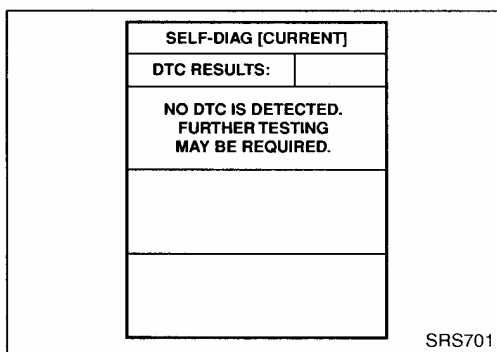 SELF-DIAG [CURRENT]
DTC RESULTS:
NO DTC IS DETECTED.
FURTHER TESTING
MAY BE REQUIRED.
SRS701